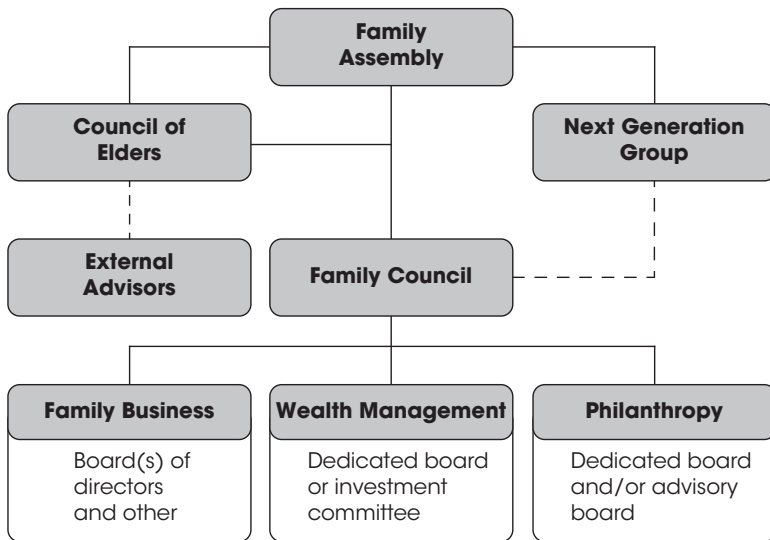 Family
Assembly
Council of
Elders
Next Generation
Group
External
Advisors
Family Council
Family Business
Board(s) of
directors
and other
Wealth Management
Dedicated board
or investment
committee
Philanthropy
Dedicated board
and/or advisory
board